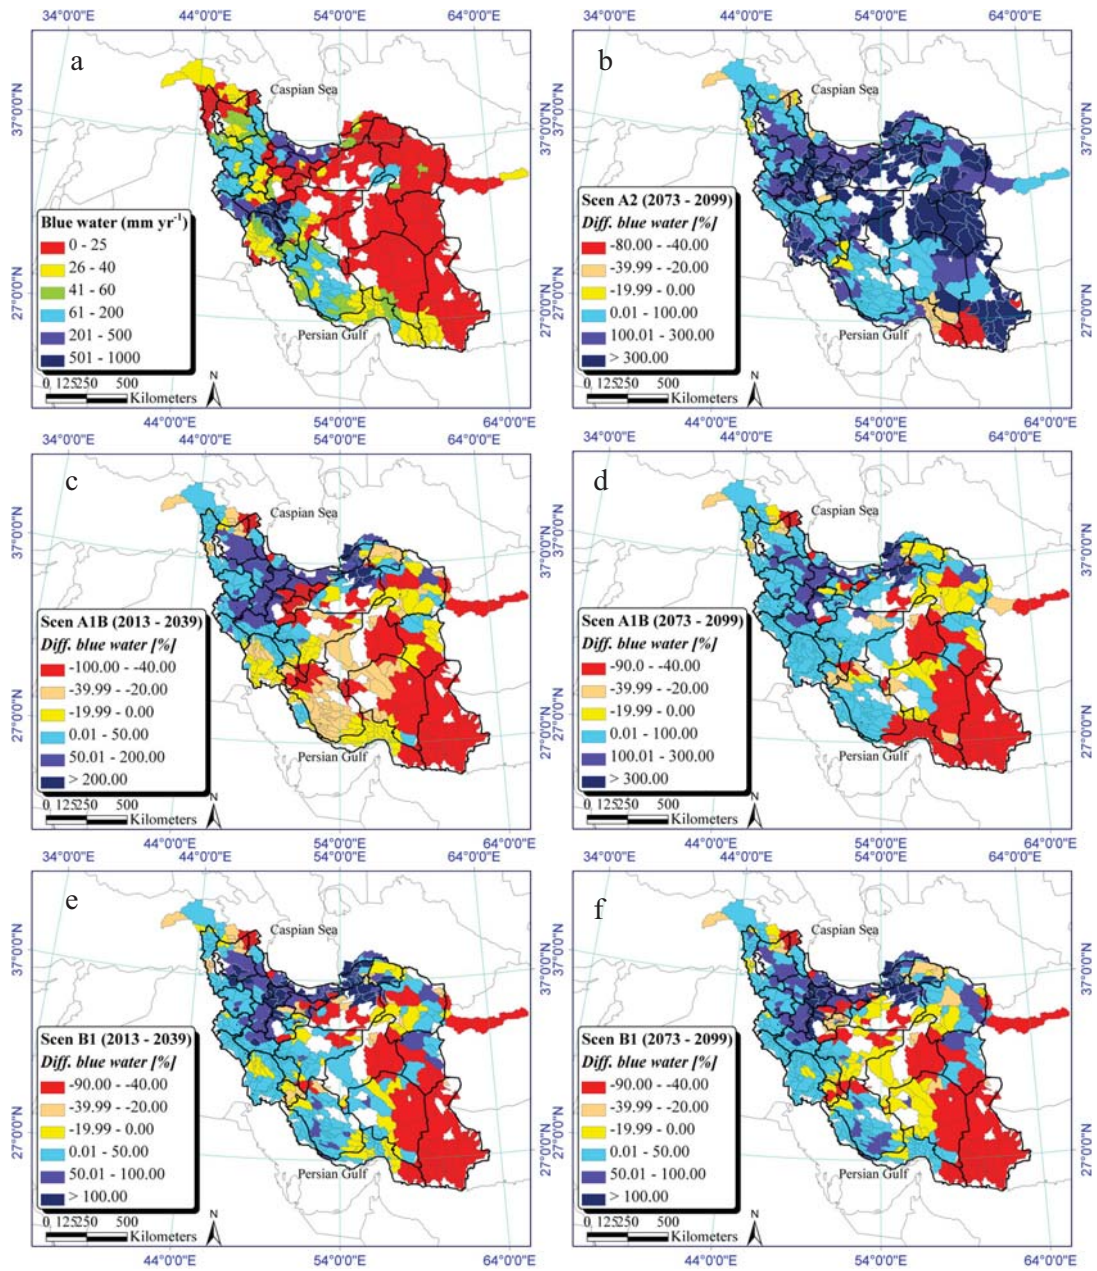 34°0'0"E 44°0'0"E 54°0'0"E 64°0'0"E
34°0'0"E 44°0'0"E 54°0'0"E 64°0'0"E
a
Caspian Sea
Persian Gulf
37°0'0"N
27°0'0"N
Blue water (mm yr-1)
0 - 25
26 - 40
41 - 60
61 - 200
201 - 500
501 - 1000
0 125250 500
Kilometers
N
b
Caspian Sea
Persian Gulf
37°0'0"N
37°0'0"N
27°0'0"N
27°0'0"N
Scen A2 (2073 - 2099)
Diff. blue water [%]
-80.00 - -40.00
-39.99 - -20.00
-19.99 - 0.00
0.01 - 100.00
100.01 - 300.00
> 300.00
0 125250 500
Kilometers
N
44°0'0"E 54°0'0"E 64°0'0"E
44°0'0"E 54°0'0"E 64°0'0"E
34°0'0"E 44°0'0"E 54°0'0"E 64°0'0"E
34°0'0"E 44°0'0"E 54°0'0"E 64°0'0"E
c
Caspian Sea
Persian Gulf
37°0'0"N
27°0'0"N
Scen A1B (2013 - 2039)
Diff. blue water [%]
-100.00 - -40.00
-39.99 - -20.00
-19.99 - 0.00
0.01 - 50.00
50.01 - 200.00
> 200.00
0 125250 500
Kilometers
N
d
Caspian Sea
Persian Gulf
37°0'0"N
37°0'0"N
27°0'0"N
27°0'0"N
Scen A1B (2073 - 2099)
Diff. blue water [%]
-90.0 - -40.00
-39.99 - -20.00
-19.99 - 0.00
0.01 - 100.00
100.01 - 300.00
> 300.00
0 125250 500
Kilometers
N
44°0'0"E 54°0'0"E 64°0'0"E
44°0'0"E 54°0'0"E 64°0'0"E
34°0'0"E 44°0'0"E 54°0'0"E 64°0'0"E
34°0'0"E 44°0'0"E 54°0'0"E 64°0'0"E
e
Caspian Sea
Persian Gulf
37°0'0"N
27°0'0"N
Scen B1 (2013 - 2039)
Diff. blue water [%]
-90.00 - -40.00
-39.99 - -20.00
-19.99 - 0.00
0.01 - 50.00
50.01 - 100.00
> 100.00
0 125250 500
Kilometers
N
f
Caspian Sea
Persian Gulf
37°0'0"N
37°0'0"N
27°0'0"N
27°0'0"N
Scen B1 (2073 - 2099)
Diff. blue water [%]
-90.00 - -40.00
-39.99 - -20.00
-19.99 - 0.00
0.01 - 50.00
50.01 - 100.00
> 100.00
0 125250 500
Kilometers
N
44°0'0"E 54°0'0"E 64°0'0"E
44°0'0"E 54°0'0"E 64°0'0"E